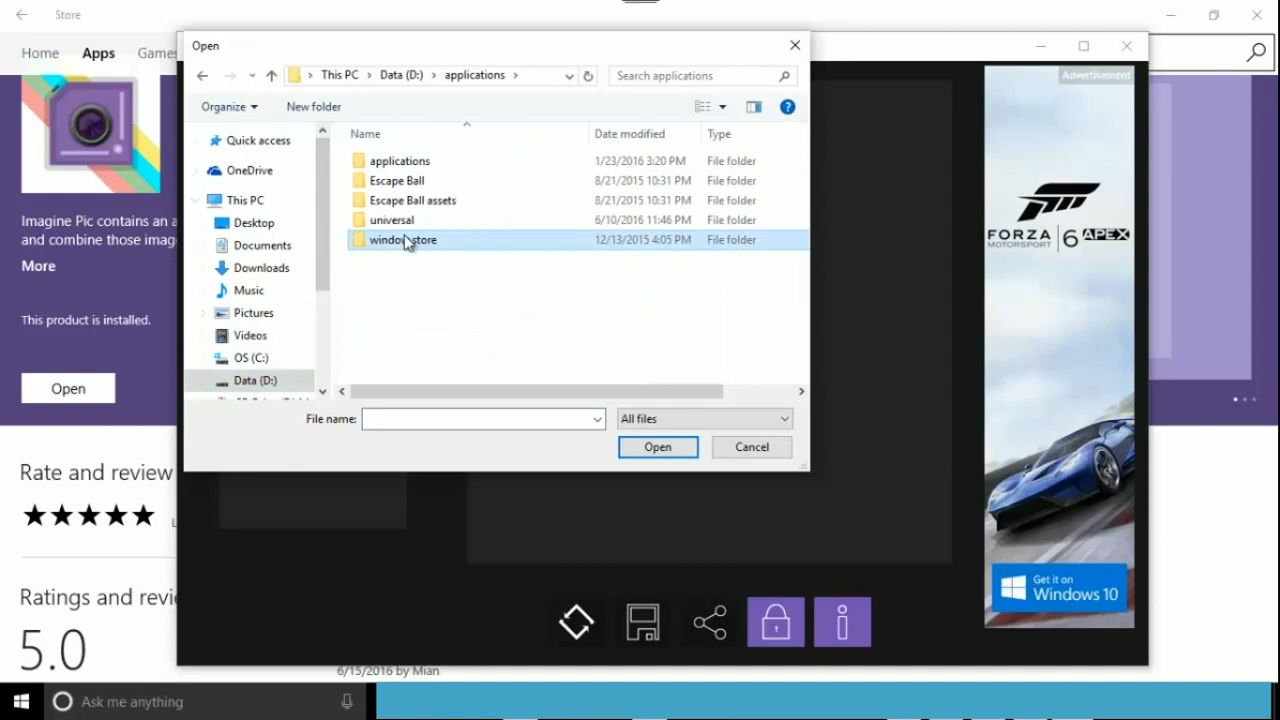 Store
Home Apps Games
Imagine Pic contains an a
and combine those imag
More
This product is installed.
Open
Rate and review
Ratings and revi
5.0
6/15/2016 by Mian
Open
This PC Data (D:) applications
Search applications
Organize New folder
Name Date modified Type
Quick access
OneDrive
This PC
Desktop
Documents
Downloads
Music
Pictures
Videos
OS (C:)
Data (D:)
applications 1/23/2016 3:20 PM File folder
Escape Ball 8/21/2015 10:31 PM File folder
Escape Ball assets 8/21/2015 10:31 PM File folder
universal 6/10/2016 11:46 PM File folder
12/13/2015 4:05 PM File folder
File name: All files
Open Cancel
Advertisement
FORZA
MOTORSPORT 6 APEX
Get it on
Windows 10
Ask me anything